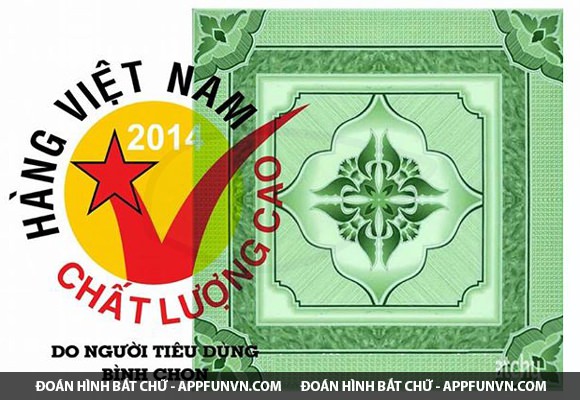 HÀNG VIỆT NAM
2014
CHẤT LƯỢNG CAO
DO NGƯỜI TIÊU DÙNG
BÌNH CHỌN
ĐOÁN HÌNH BẮT CHỮ - APPFUNVN.COM ĐOÁN HÌNH BẮT CHỮ - APPFUNVN.COM